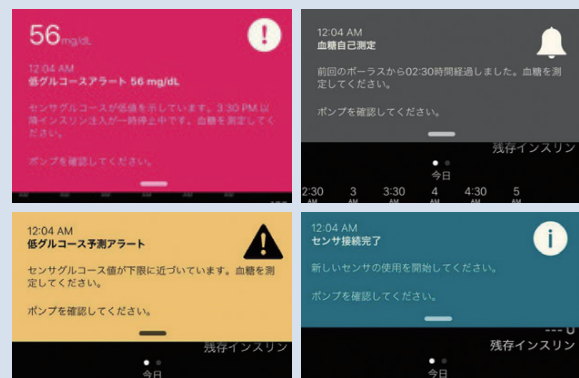 56 mg/dL
12:04 AM
低グルコースアラート 56 mg/dL
センサグルコースが低値を示しています。3:30 PM 以
降インスリン注入が一時停止中です。血糖を測定してく
ださい。
ポンプを確認してください。
12:04 AM
血糖自己測定
前回のボーラスから02:30時間経過しました。血糖を測
定してください。
ポンプを確認してください。
残存インスリン
今日
2:30 3 3:30 4 4:30 5
AM AM AM AM AM AM
12:04 AM
低グルコース予測アラート
センサグルコース値が下限に近づいています。血糖を測
定してください。
ポンプを確認してください。
残存インスリン
今日
12:04 AM
センサ接続完了
新しいセンサの使用を開始してください。
ポンプを確認してください。
--- U
残存インスリン
今日